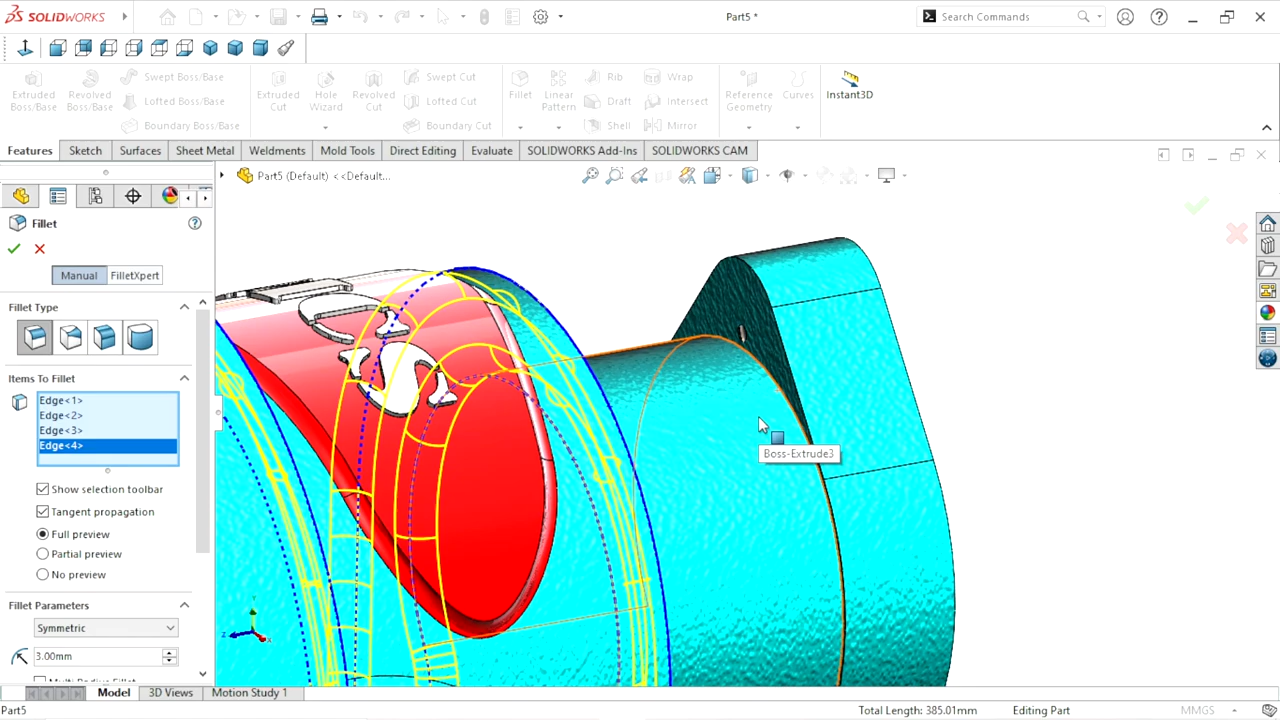 SOLIDWORKS
Part5 *
Search Commands
Extruded Boss/Base
Revolved Boss/Base
Swept Boss/Base
Lofted Boss/Base
Boundary Boss/Base
Extruded Cut
Hole Wizard
Revolved Cut
Swept Cut
Lofted Cut
Boundary Cut
Fillet
Linear Pattern
Rib
Draft
Shell
Wrap
Intersect
Mirror
Reference Geometry
Curves
Instant3D
Features
Sketch
Surfaces
Sheet Metal
Weldments
Mold Tools
Direct Editing
Evaluate
SOLIDWORKS Add-Ins
SOLIDWORKS CAM
Part5 (Default) <<Default...
Fillet
Manual
FilletXpert
Fillet Type
Items To Fillet
Edge<1>
Edge<2>
Edge<3>
Edge<4>
Show selection toolbar
Tangent propagation
Full preview
Partial preview
No preview
Fillet Parameters
Symmetric
3.00mm
Boss-Extrude3
Model
3D Views
Motion Study 1
Part5
Total Length: 385.01mm
Editing Part
MMGS